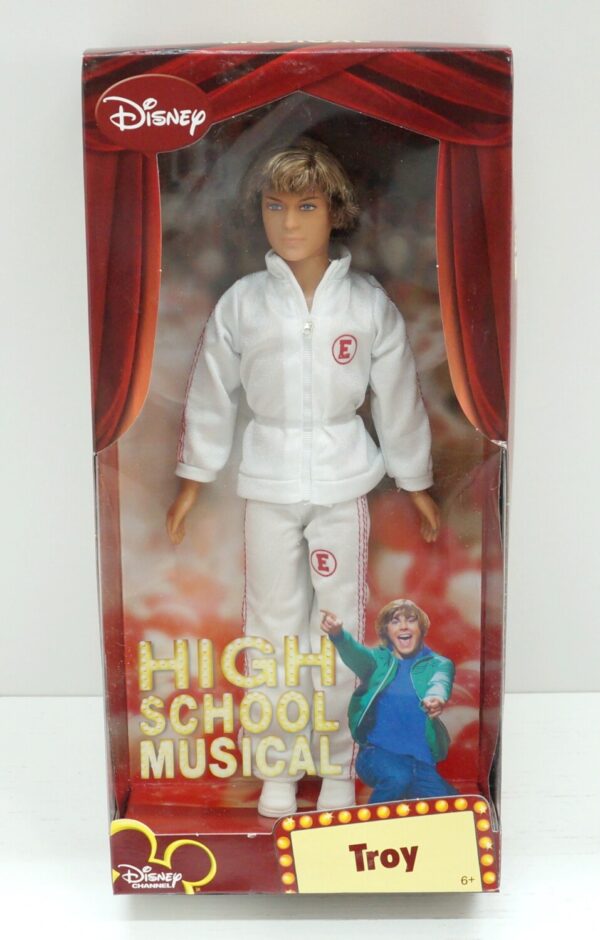 Disney
E
E
HIGH
SCHOOL
MUSICAL
Troy
6+
Disney
CHANNEL